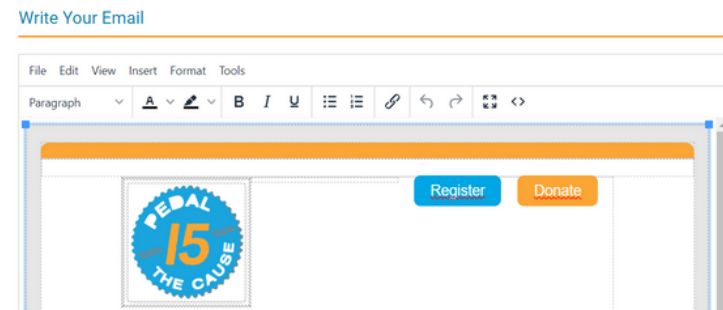 Write Your Email
File Edit View Insert Format Tools
Paragraph A B I U
Register Donate
PEDAL
15
THE CAUSE